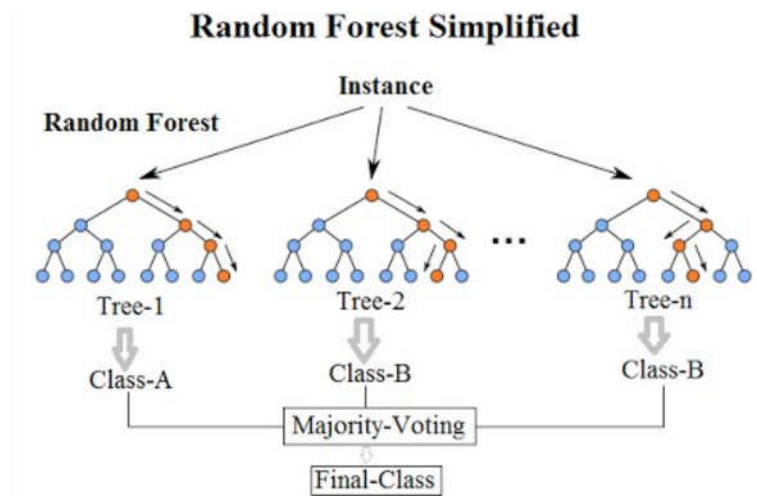 Random Forest Simplified
Instance
Random Forest
...
Tree-1
Tree-2
Tree-n
Class-A
Class-B
Class-B
Majority-Voting
Final-Class